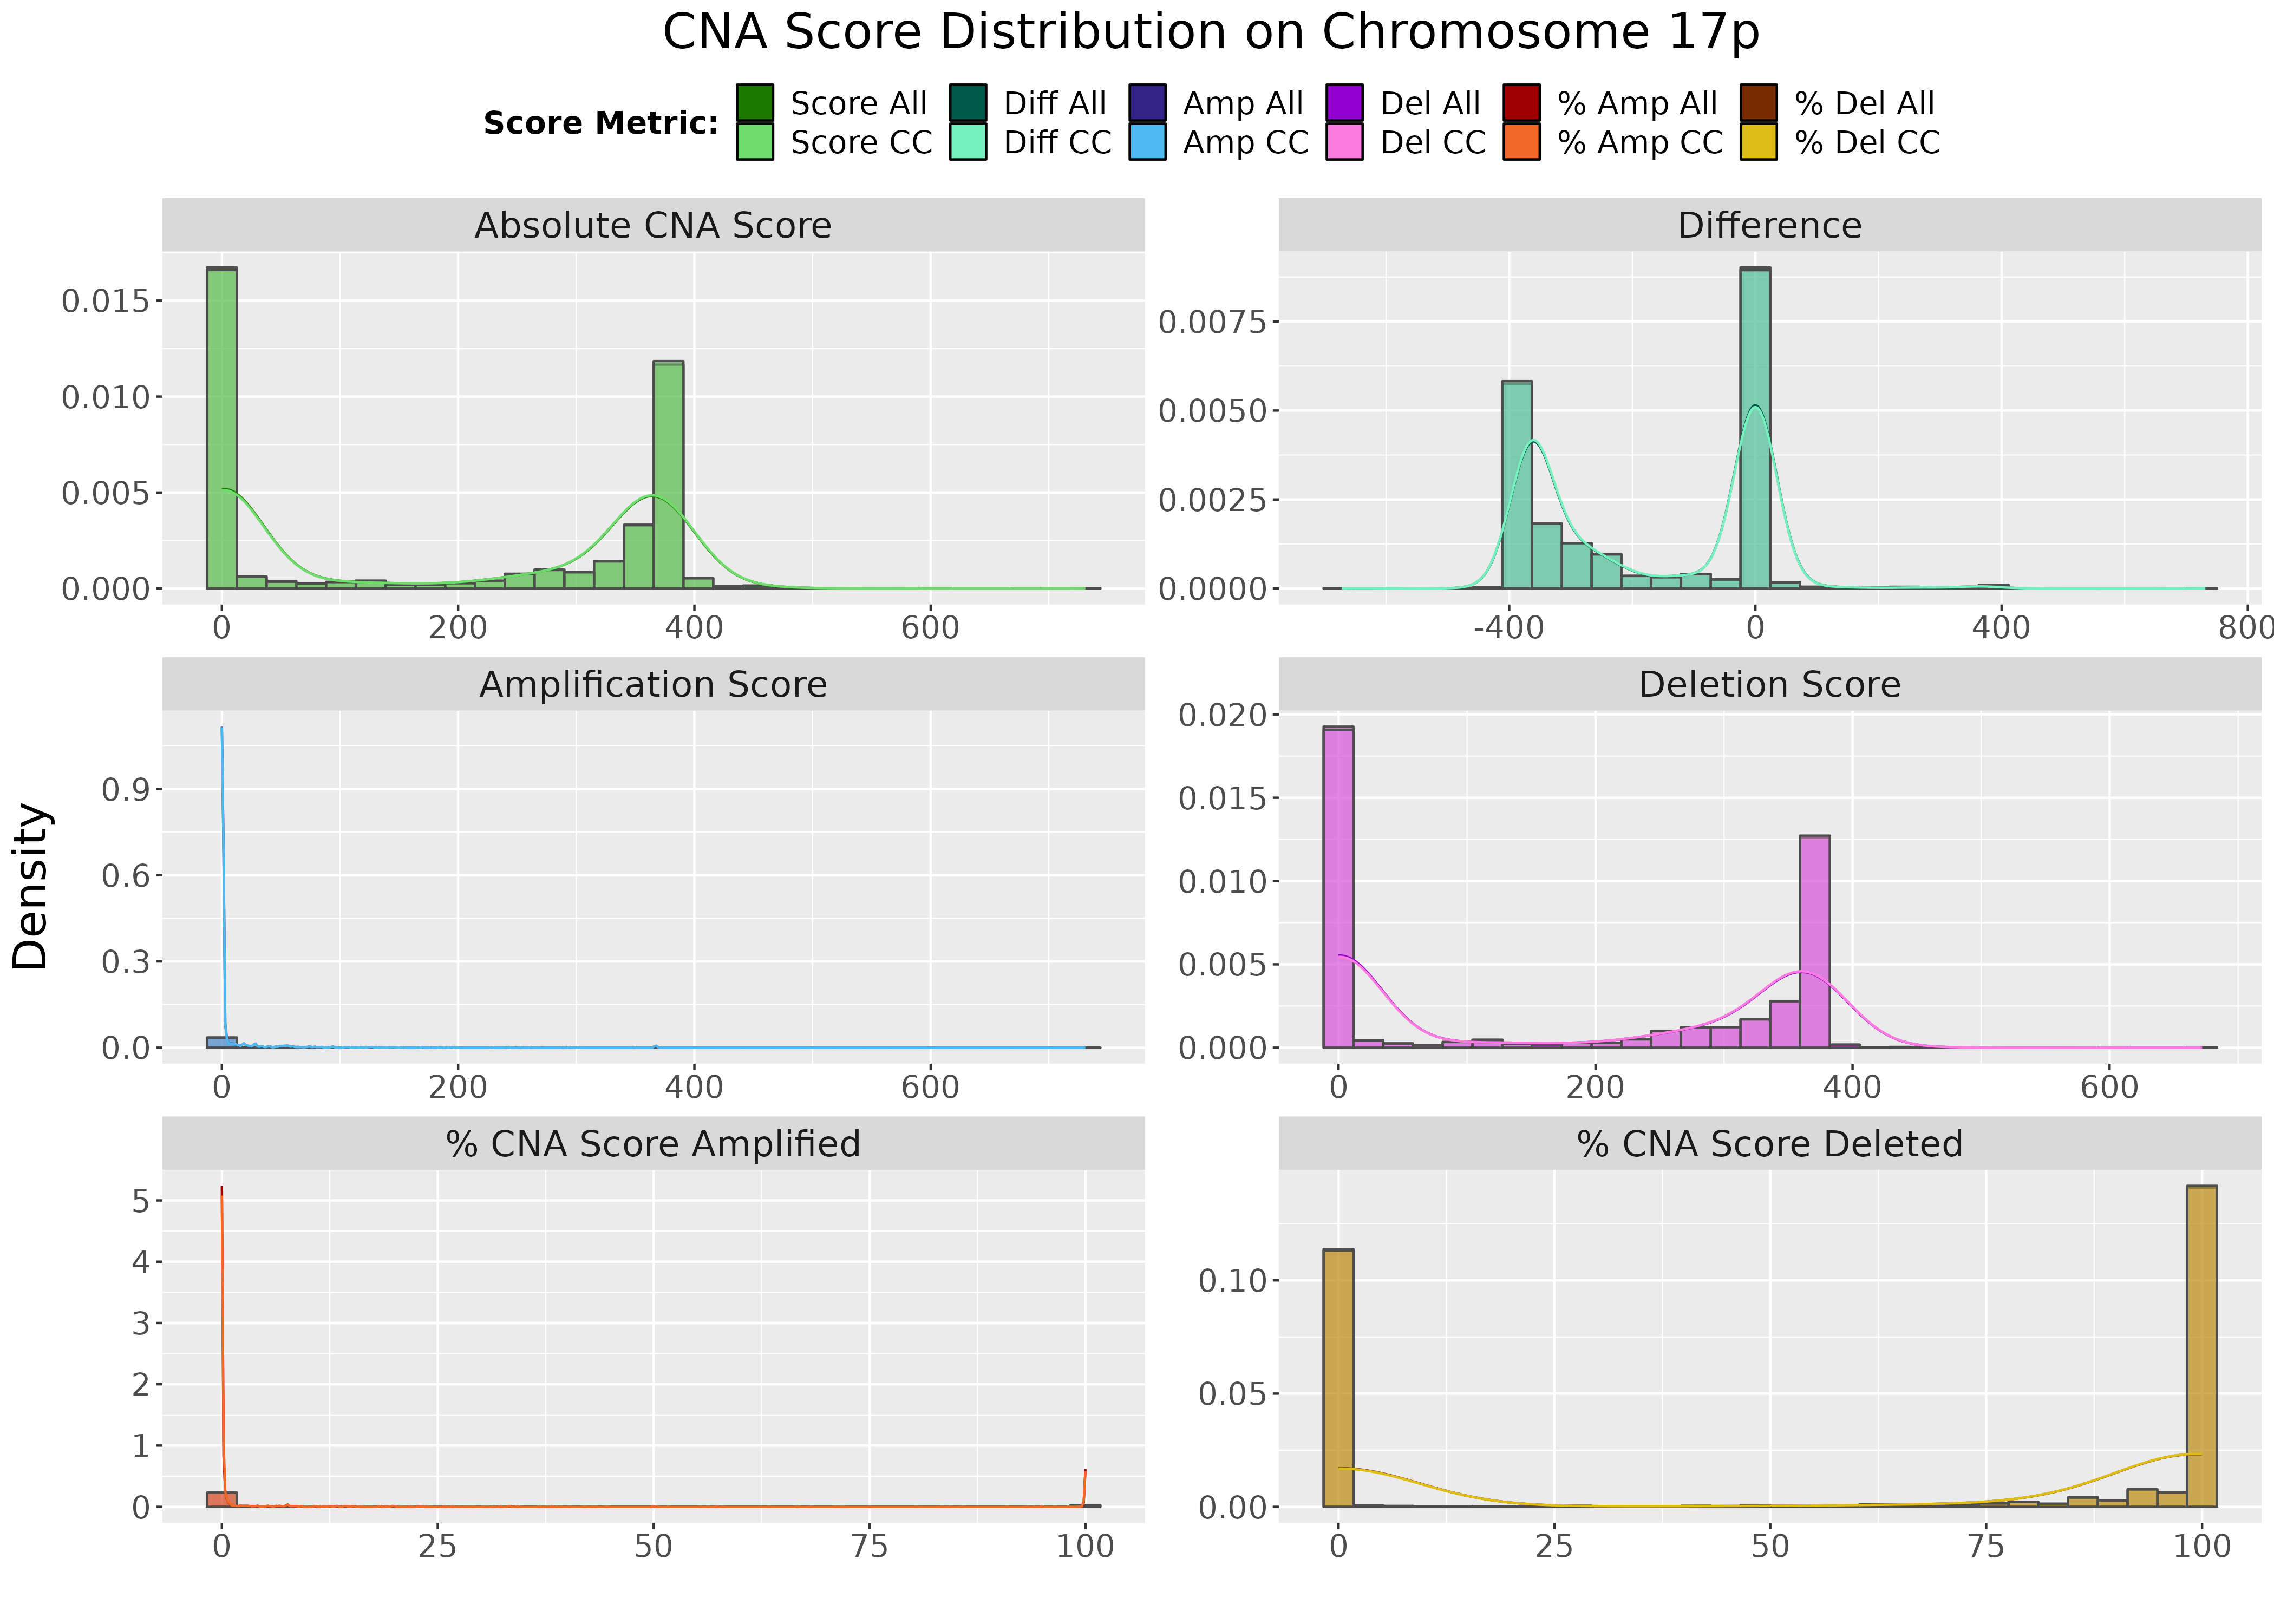 CNA Score Distribution on Chromosome 17p
Score Metric:
Score All Diff All Amp All Del All % Amp All % Del All
Score CC Diff CC Amp CC Del CC % Amp CC % Del CC
Absolute CNA Score
0.015
0.010
0.005
0.000
0 200 400 600
Difference
0.0075
0.0050
0.0025
0.0000
-400 0 400 800
Density
Amplification Score
0.9
0.6
0.3
0.0
0 200 400 600
Deletion Score
0.020
0.015
0.010
0.005
0.000
0 200 400 600
% CNA Score Amplified
5
4
3
2
1
0
0 25 50 75 100
% CNA Score Deleted
0.10
0.05
0.00
0 25 50 75 100